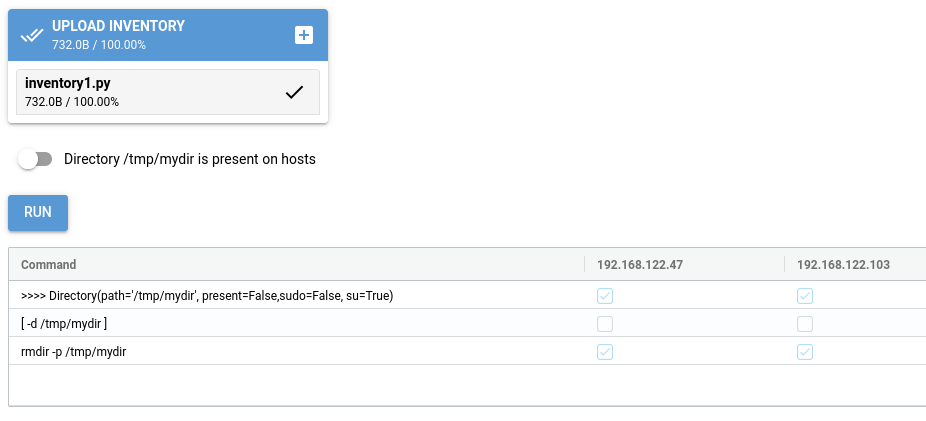 UPLOAD INVENTORY
732.0B / 100.00%
inventory1.py
732.0B / 100.00%
Directory /tmp/mydir is present on hosts
RUN
Command 192.168.122.47 192.168.122.103
>>>> Directory(path='/tmp/mydir', present=False,sudo=False, su=True)
[ -d /tmp/mydir ]
rmdir -p /tmp/mydir